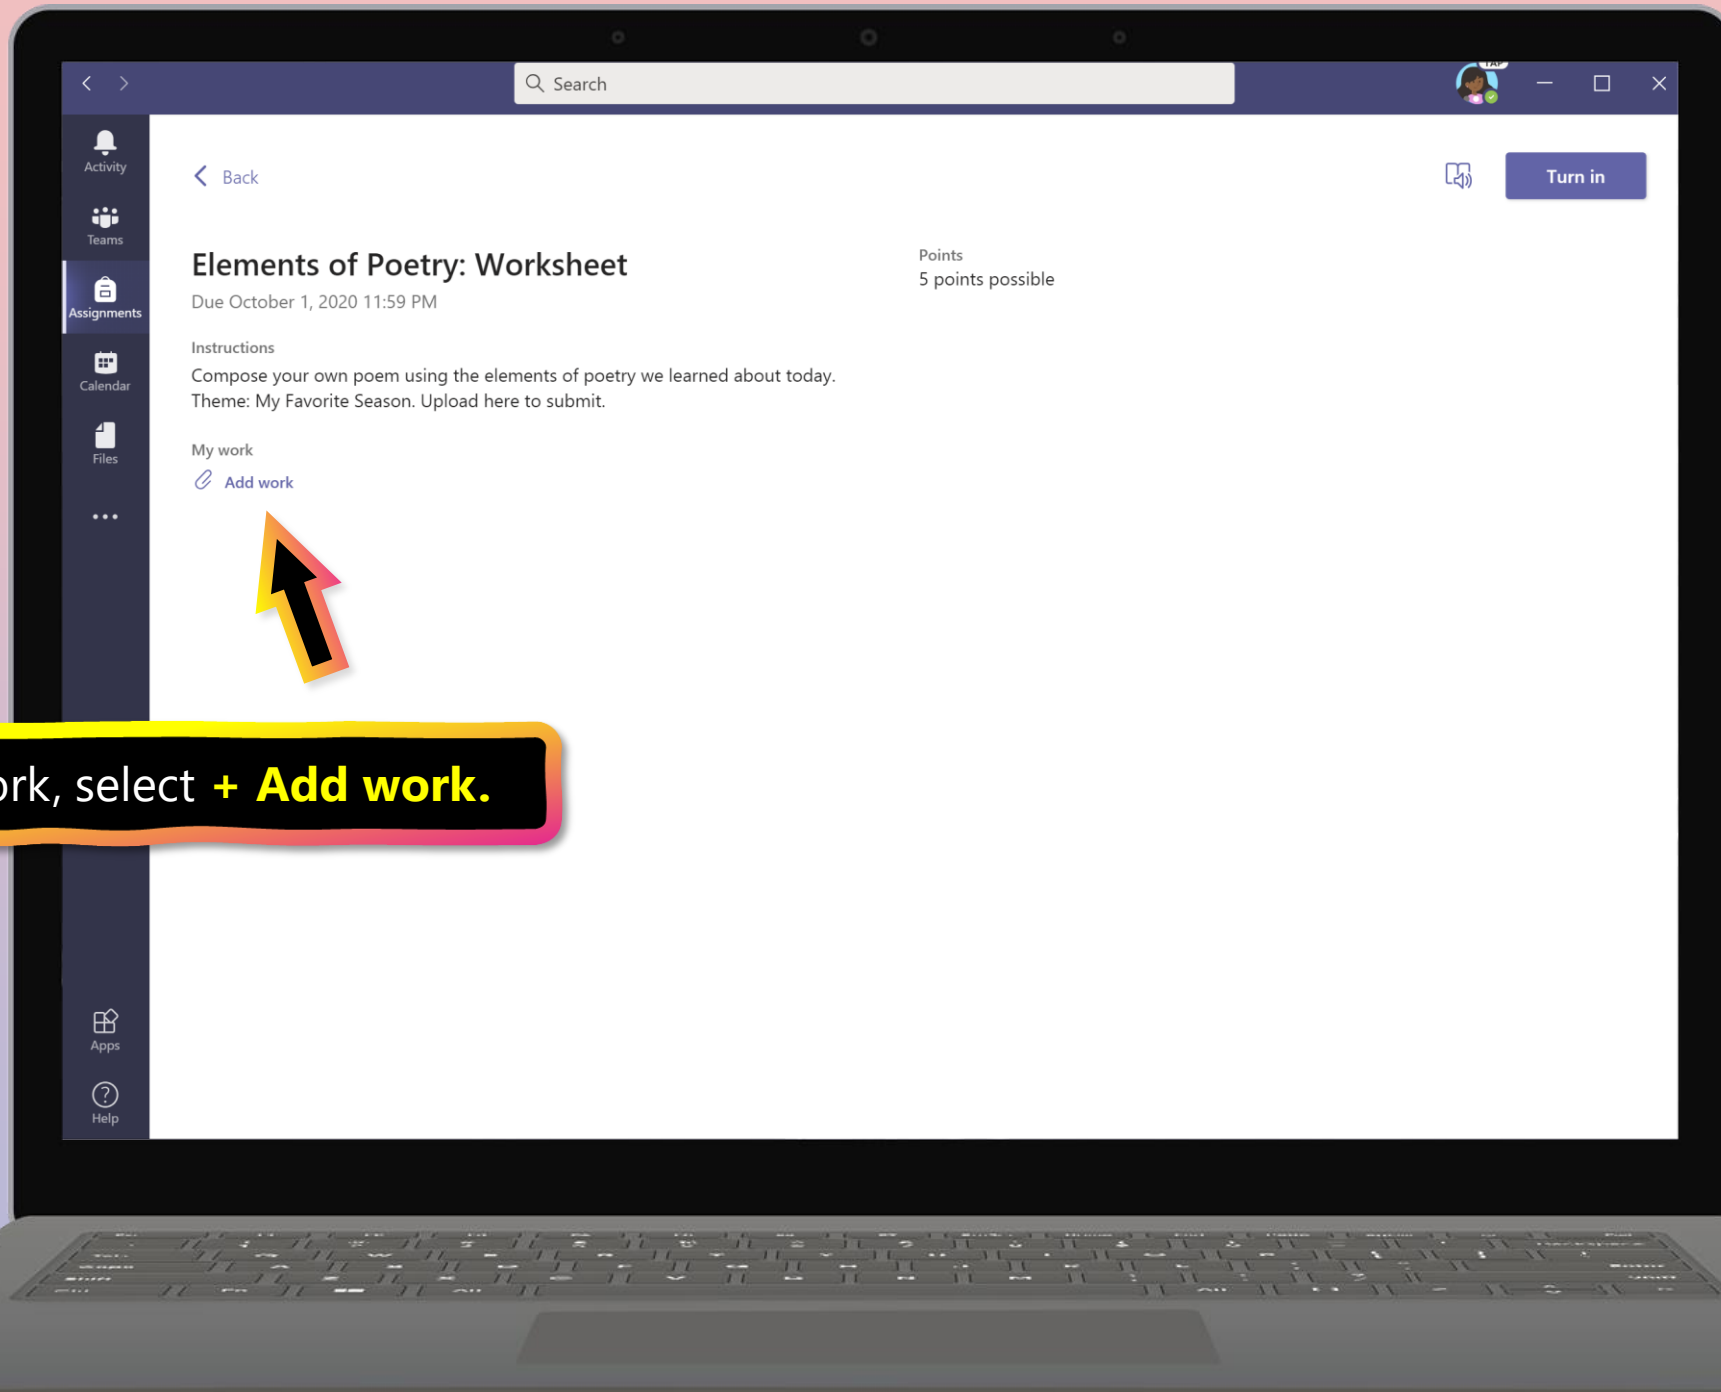 Search
TAP
Activity
Back
Turn in
Teams
Elements of Poetry: Worksheet
Due October 1, 2020 11:59 PM
Points
5 points possible
Assignments
Instructions
Compose your own poem using the elements of poetry we learned about today.
Theme: My Favorite Season. Upload here to submit.
Calendar
Files
My work
Add work
select + Add work.
Apps
Help